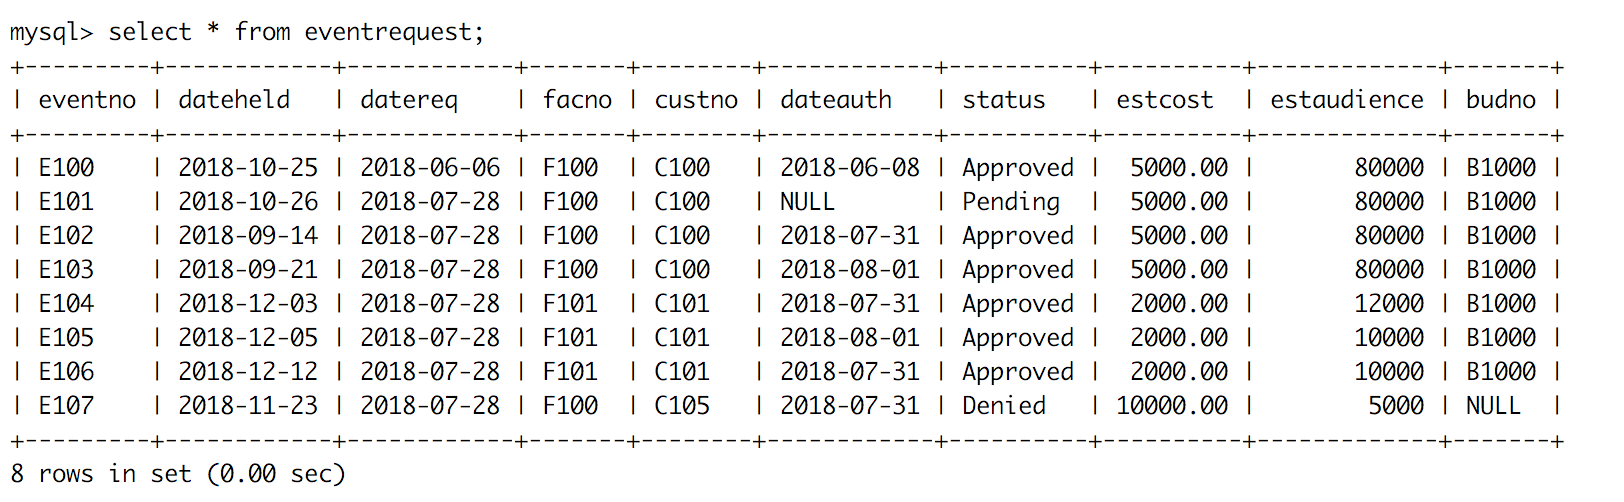 mysql> select * from eventrequest;
+---------+------------+------------+-------+--------+------------+----------+----------+-------------+-------+
| eventno | dateheld   | datereq    | facno | custno | dateauth   | status   | estcost  | estaudience | budno |
+---------+------------+------------+-------+--------+------------+----------+----------+-------------+-------+
| E100    | 2018-10-25 | 2018-06-06 | F100  | C100   | 2018-06-08 | Approved |  5000.00 |       80000 | B1000 |
| E101    | 2018-10-26 | 2018-07-28 | F100  | C100   | NULL       | Pending  |  5000.00 |       80000 | B1000 |
| E102    | 2018-09-14 | 2018-07-28 | F100  | C100   | 2018-07-31 | Approved |  5000.00 |       80000 | B1000 |
| E103    | 2018-09-21 | 2018-07-28 | F100  | C100   | 2018-08-01 | Approved |  5000.00 |       80000 | B1000 |
| E104    | 2018-12-03 | 2018-07-28 | F101  | C101   | 2018-07-31 | Approved |  2000.00 |       12000 | B1000 |
| E105    | 2018-12-05 | 2018-07-28 | F101  | C101   | 2018-08-01 | Approved |  2000.00 |       10000 | B1000 |
| E106    | 2018-12-12 | 2018-07-28 | F101  | C101   | 2018-07-31 | Approved |  2000.00 |       10000 | B1000 |
| E107    | 2018-11-23 | 2018-07-28 | F100  | C105   | 2018-07-31 | Denied   | 10000.00 |        5000 | NULL  |
+---------+------------+------------+-------+--------+------------+----------+----------+-------------+-------+
8 rows in set (0.00 sec)